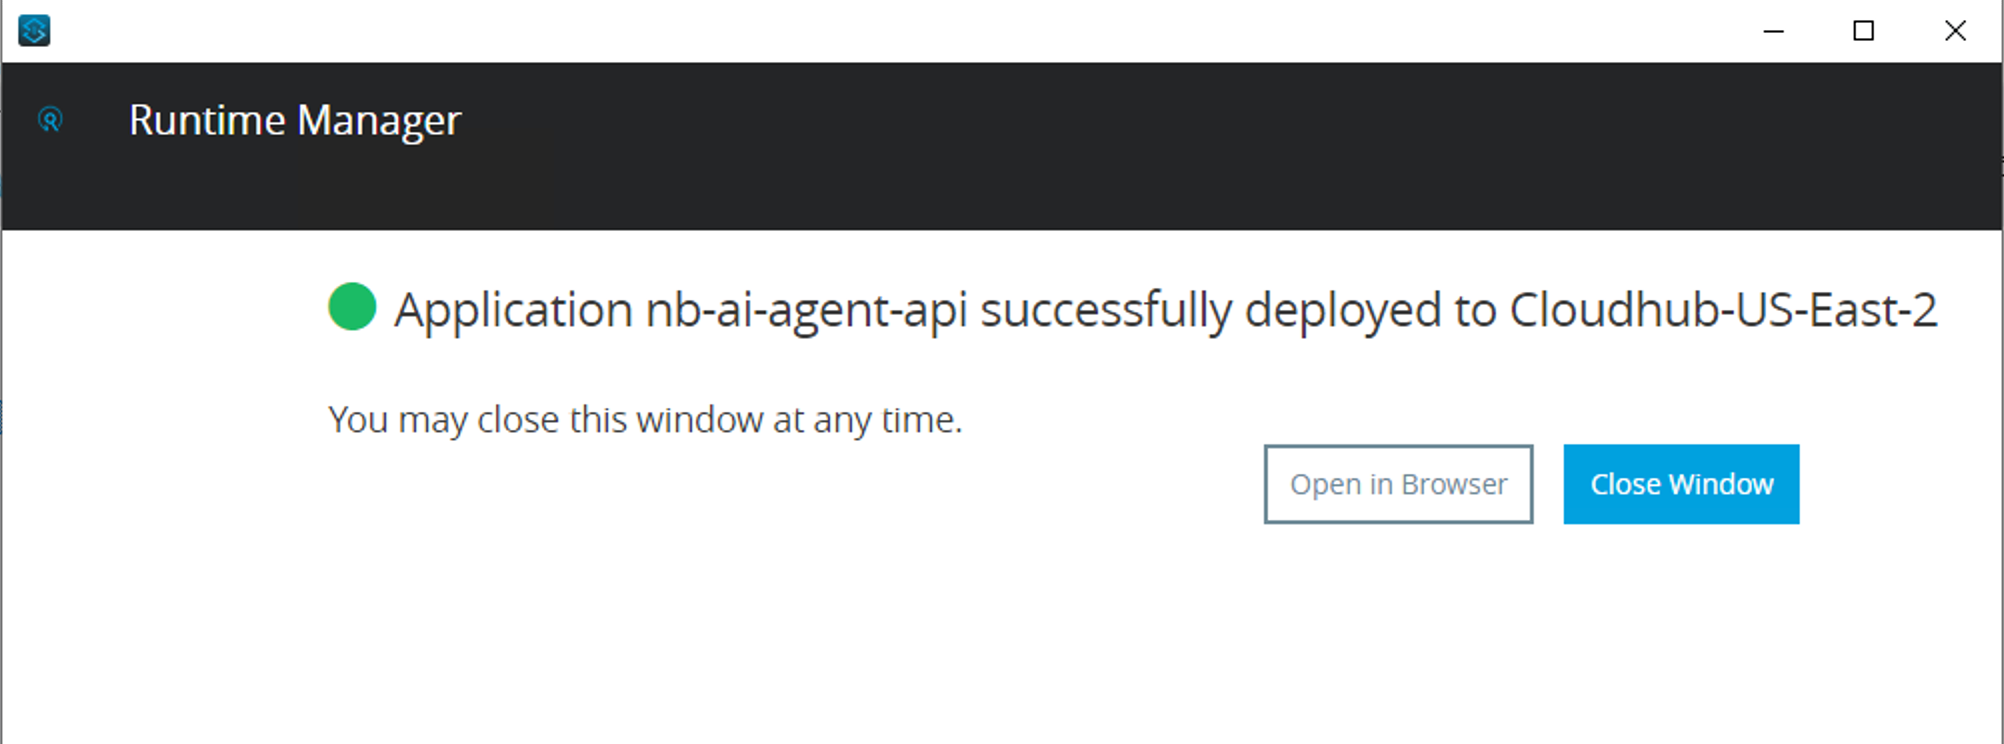 Runtime Manager
Application nb-ai-agent-api successfully deployed to Cloudhub-US-East-2
You may close this window at any time.
Open in Browser
Close Window